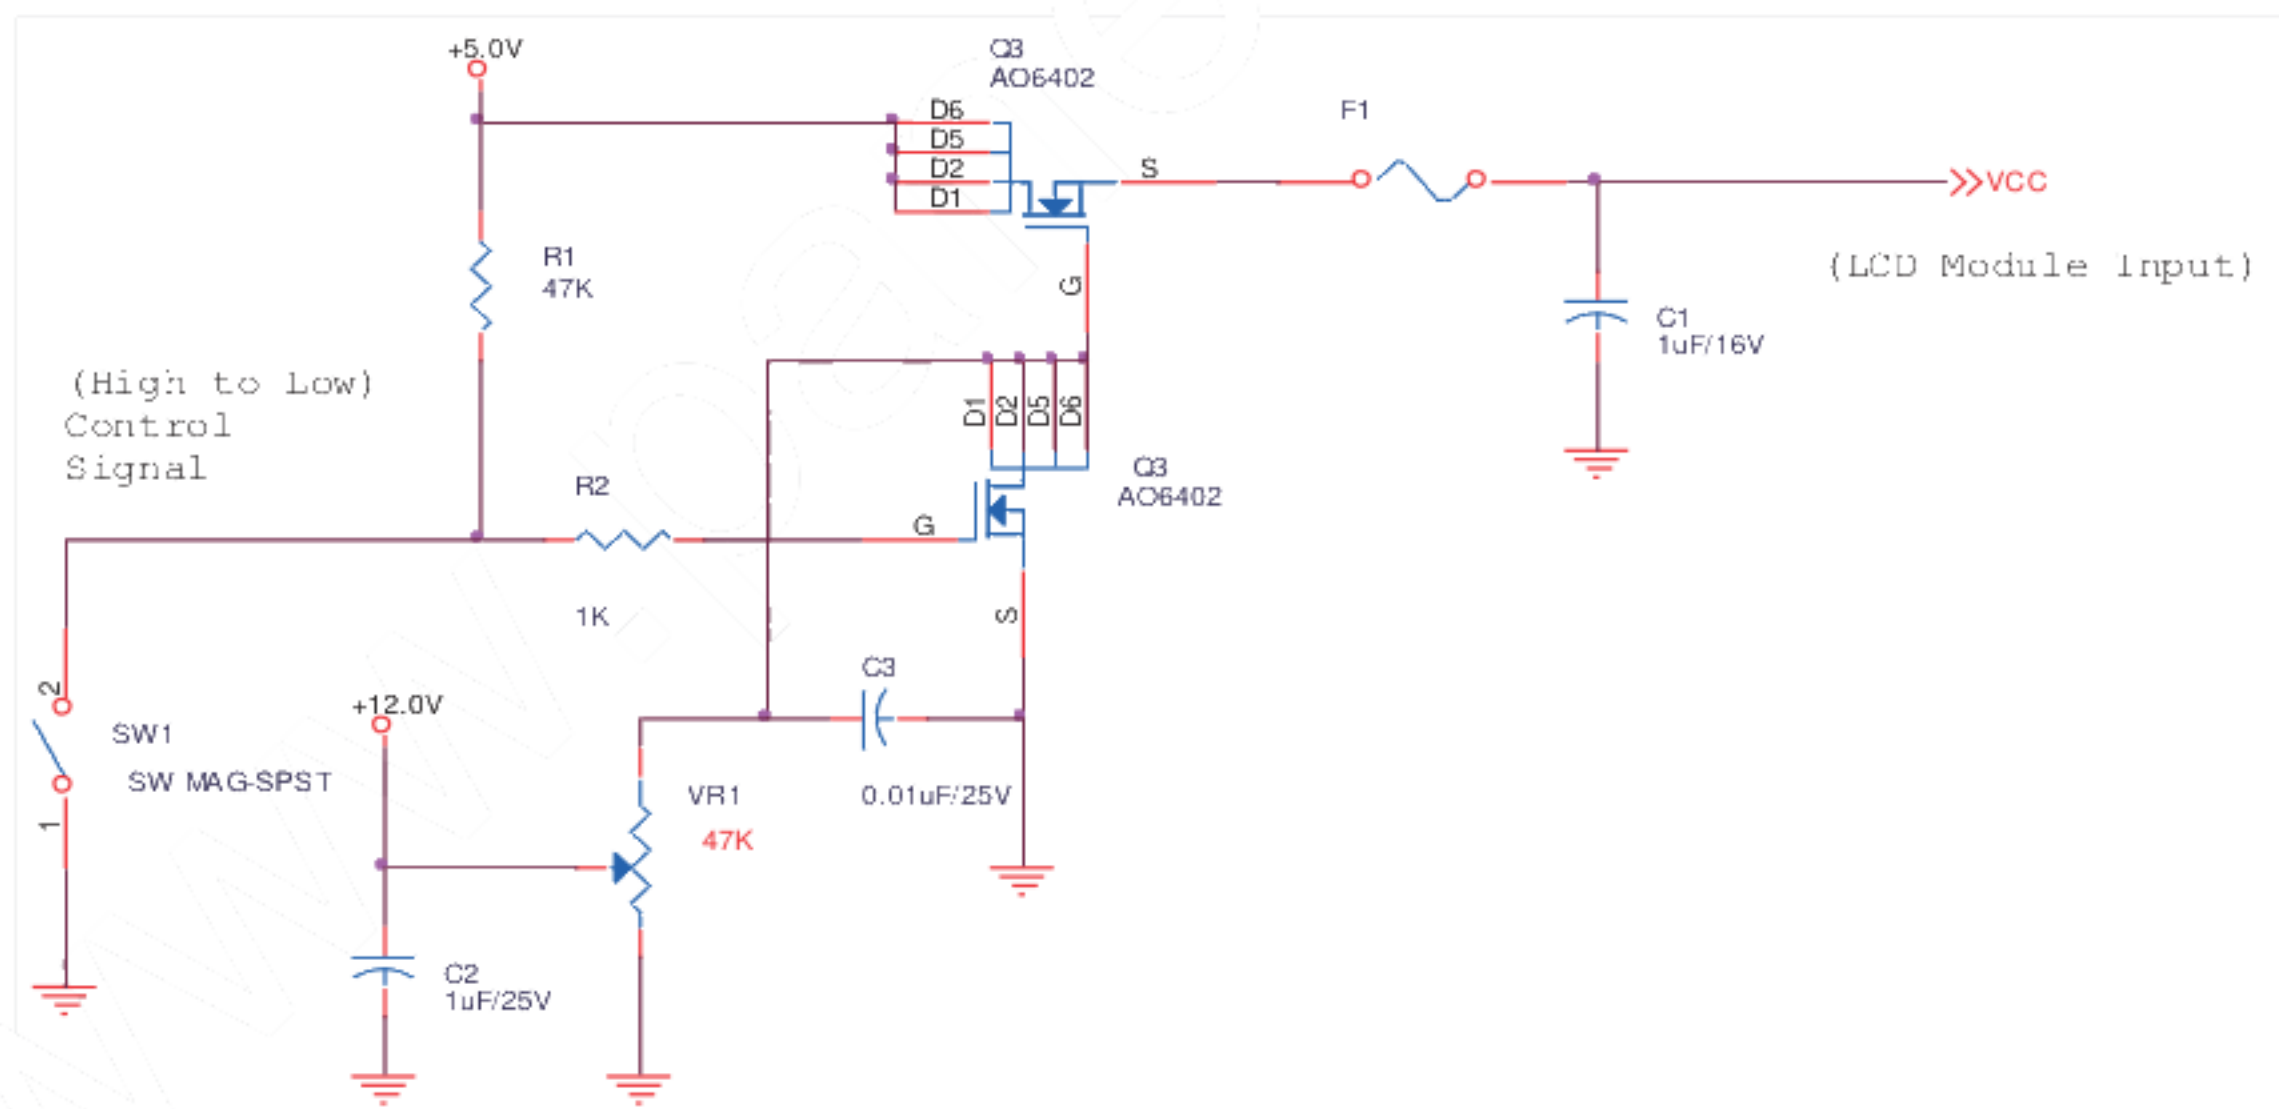 +5.0V
Q3
AO6402
D6
D5
D2
D1
S
F1
VCC
(LCD Module Input)
R1
47K
G
C1
1uF/16V
(High to Low)
Control
Signal
D1
D2
D5
D6
Q3
AO6402
R2
G
1K
S
C3
2
+12.0V
SW1
SW MAG-SPST
VR1
0.01uF/25V
1
47K
C2
1uF/25V